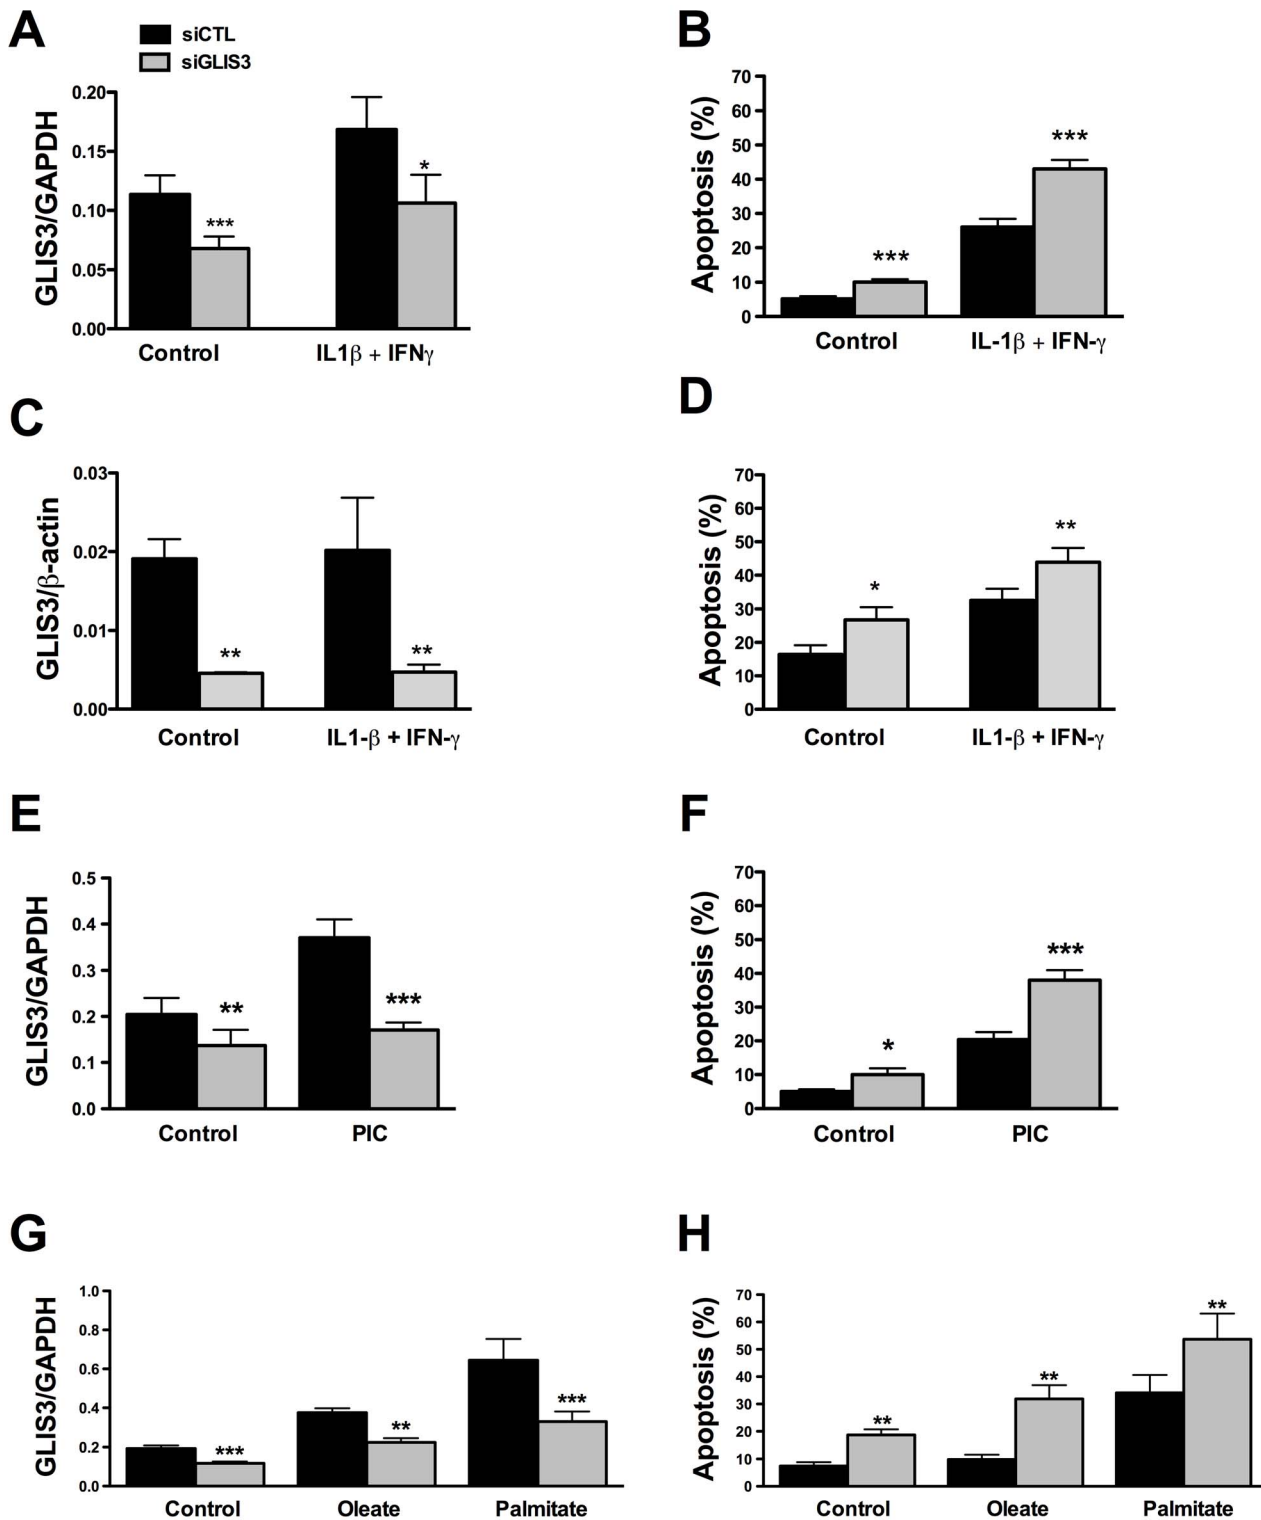 A
siCTL
siGLIS3
GLIS3/GAPDH
0.20
0.15
0.10
0.05
0.00
***
*
Control
IL1β + IFNγ
B
Apoptosis (%)
70
60
50
40
30
20
10
0
***
***
Control
IL-1β + IFN-γ
C
GLIS3/β-actin
0.03
0.02
0.01
0.00
**
**
Control
IL1-β + IFN-γ
D
Apoptosis (%)
70
60
50
40
30
20
10
0
*
**
Control
IL1-β + IFN-γ
E
GLIS3/GAPDH
0.5
0.4
0.3
0.2
0.1
0.0
**
***
Control
PIC
F
Apoptosis (%)
70
60
50
40
30
20
10
0
*
***
Control
PIC
G
GLIS3/GAPDH
1.0
0.8
0.6
0.4
0.2
0.0
***
**
***
Control
Oleate
Palmitate
H
Apoptosis (%)
70
60
50
40
30
20
10
0
**
**
**
Control
Oleate
Palmitate